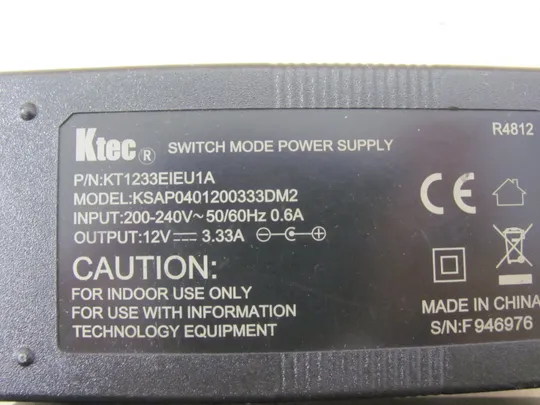 Ktec® SWITCH MODE POWER SUPPLY
R4812
P/N:KT1233EIEU1A
MODEL:KSAP0401200333DM2
INPUT:200-240V~50/60Hz 0.6A
OUTPUT:12V⎓3.33A
CE
CAUTION:
FOR INDOOR USE ONLY
FOR USE WITH INFORMATION
TECHNOLOGY EQUIPMENT
MADE IN CHINA
S/N:F946976